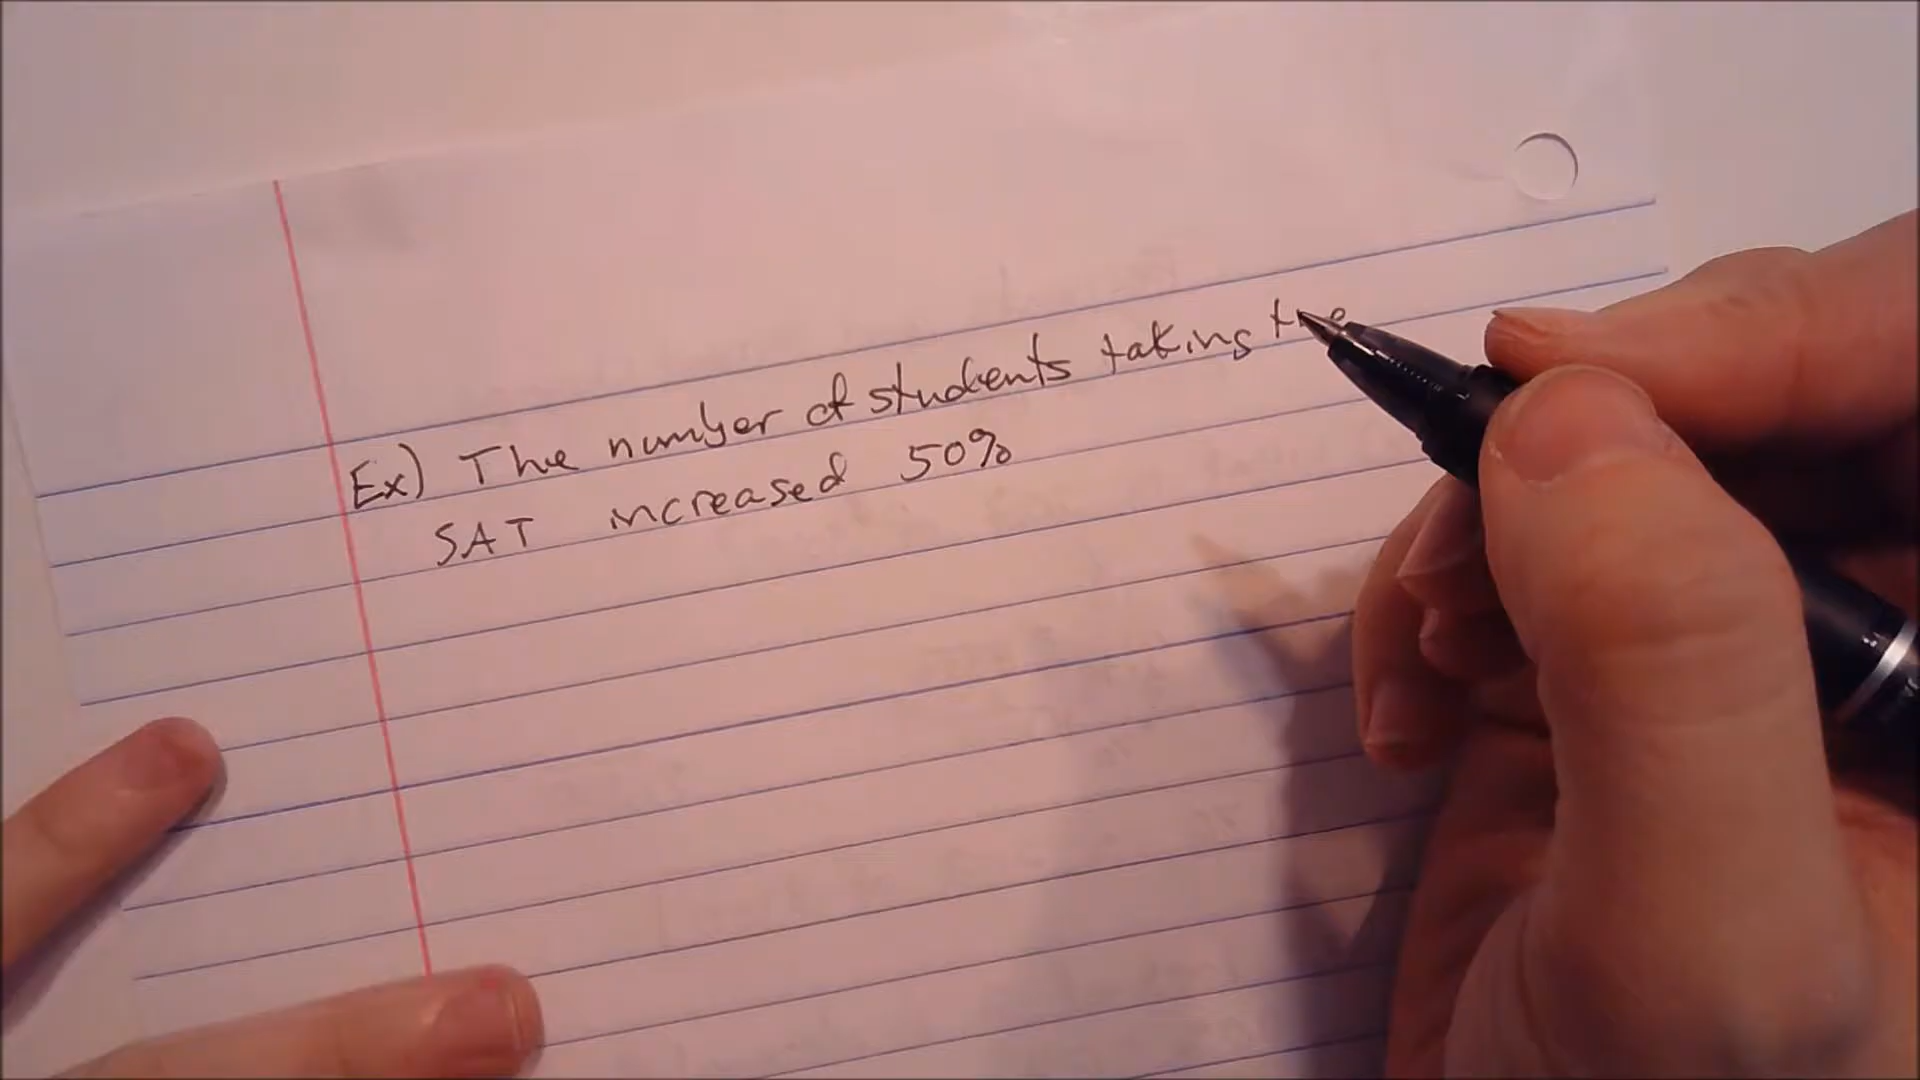 Ex) The number of students taking the
SAT increased 50%